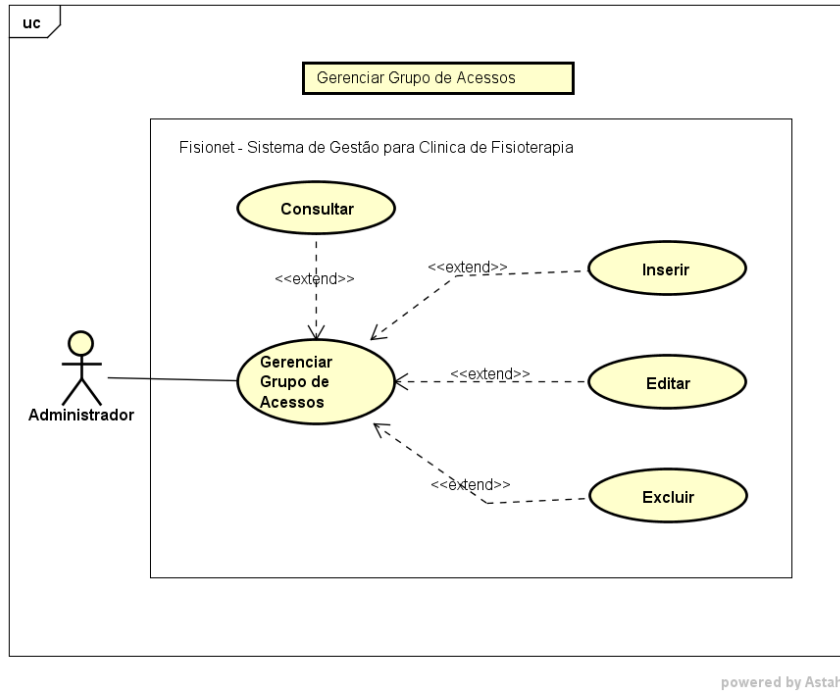 uc
Gerenciar Grupo de Acessos
Fisionet - Sistema de Gestão para Clinica de Fisioterapia
Consultar
<<extend>>
<<extend>>
Inserir
Gerenciar
Grupo de
Acessos
<<extend>>
Editar
Administrador
<<extend>>
Excluir
powered by Astah